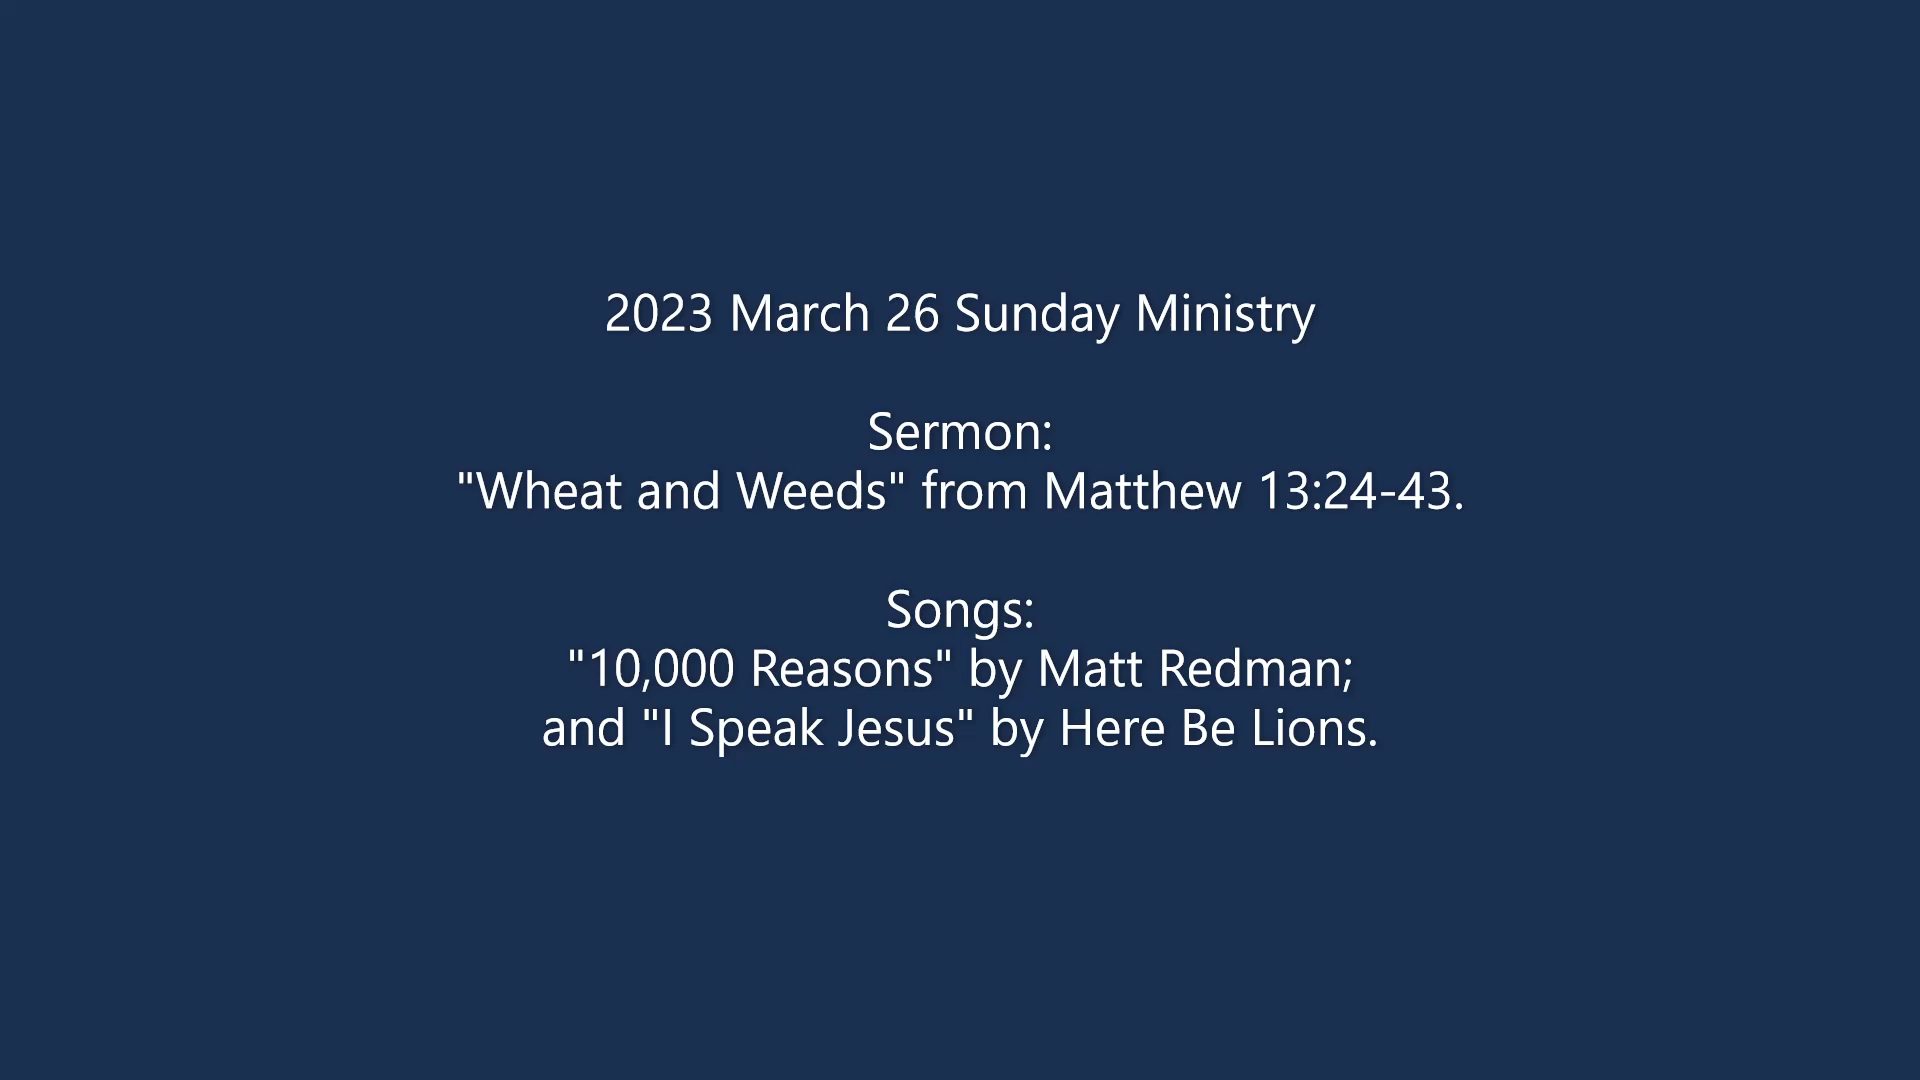 2023 March 26 Sunday Ministry
Sermon:
"Wheat and Weeds" from Matthew 13:24-43.
Songs:
"10,000 Reasons" by Matt Redman;
and "I Speak Jesus" by Here Be Lions.